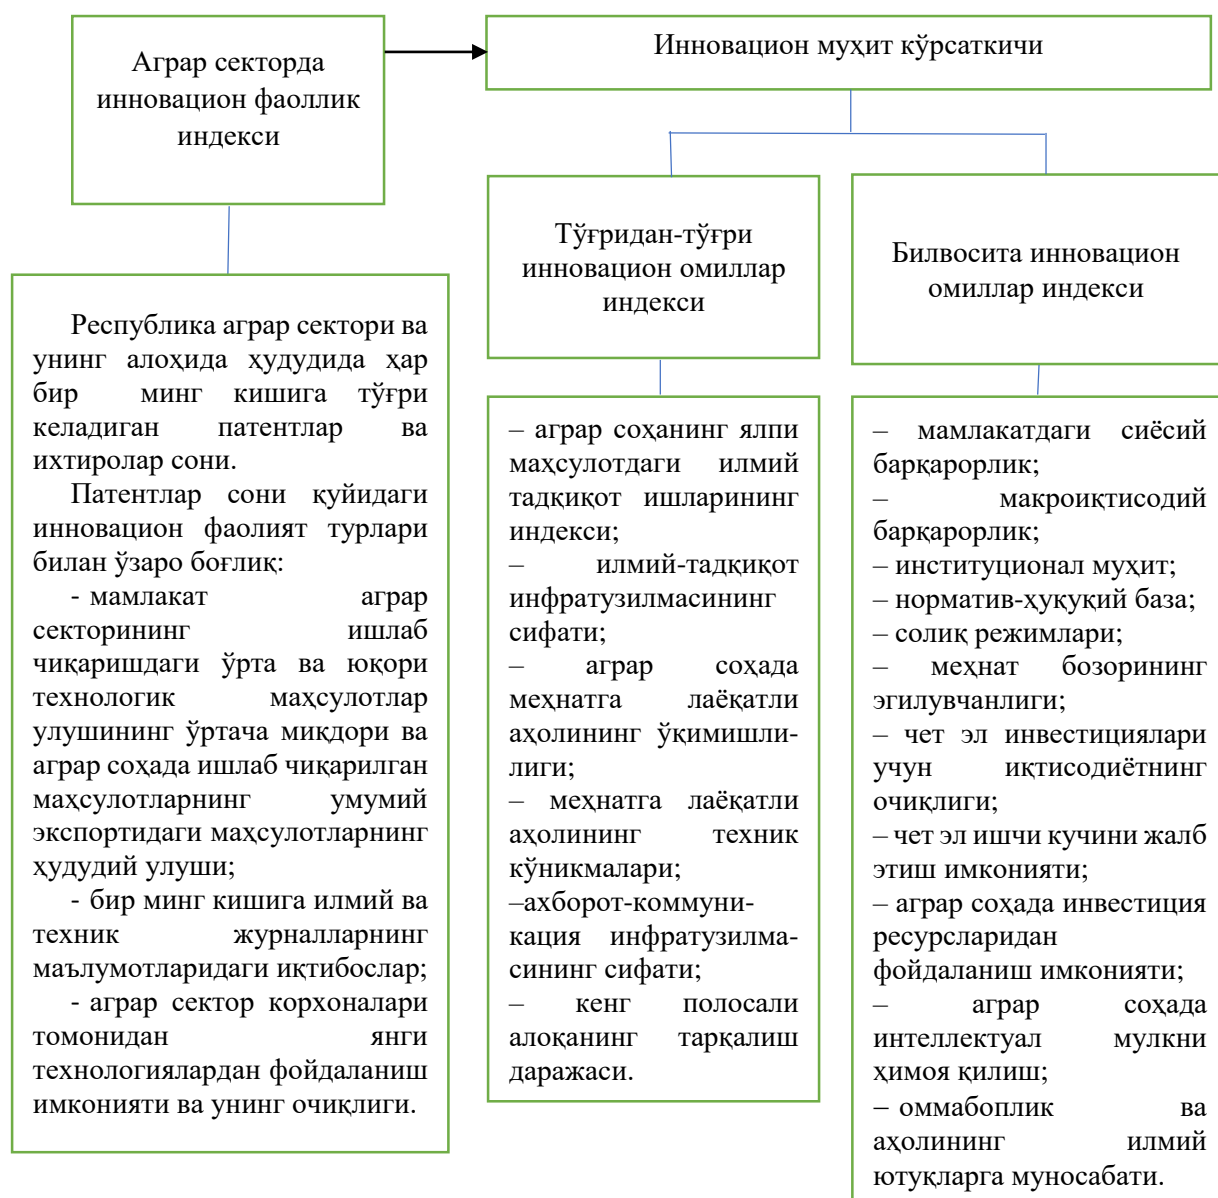 Аграр секторда
инновацион фаоллик
индекси
Инновацион муҳит кўрсаткичи
Тўғридан-тўғри
инновацион омиллар
индекси
Билвосита инновацион
омиллар индекси
Республика аграр сектори ва
унинг алоҳида ҳудудида ҳар
бир минг кишига тўғри
келадиган патентлар ва
ихтиролар сони.
Патентлар сони қуйидаги
инновацион фаолият турлари
билан ўзаро боғлиқ:
- мамлакат аграр
секторининг ишлаб
чиқаришдаги ўрта ва юқори
технологик маҳсулотлар
улушининг ўртача миқдори ва
аграр соҳада ишлаб чиқарилган
маҳсулотларнинг умумий
экспортидаги маҳсулотларнинг
ҳудудий улуши;
- бир минг кишига илмий ва
техник журналларнинг
маълумотларидаги иқтибослар;
- аграр сектор корхоналари
томонидан янги
технологиялардан фойдаланиш
имконияти ва унинг очиқлиги.
– аграр соҳанинг ялпи
маҳсулотдаги илмий
тадқиқот ишларининг
индекси;
– илмий-тадқиқот
инфратузилмасининг
сифати;
– аграр соҳада
меҳнатга лаёқатли
аҳолининг ўқимишли-
лиги;
– меҳнатга лаёқатли
аҳолининг техник
кўникмалари;
–ахборот-коммуни-
кация инфратузилма-
сининг сифати;
– кенг полосали
алоқанинг тарқалиш
даражаси.
– мамлакатдаги сиёсий
барқарорлик;
– макроиқтисодий
барқарорлик;
– институционал муҳит;
– норматив-ҳуқуқий база;
– солиқ режимлари;
– меҳнат бозорининг
эгилувчанлиги;
– чет эл инвестициялари
учун иқтисодиётнинг
очиқлиги;
– чет эл ишчи кучини жалб
этиш имконияти;
– аграр соҳада инвестиция
ресурсларидан
фойдаланиш имконияти;
– аграр соҳада
интеллектуал мулкни
ҳимоя қилиш;
– оммабоплик ва
аҳолининг илмий
ютуқларга муносабати.